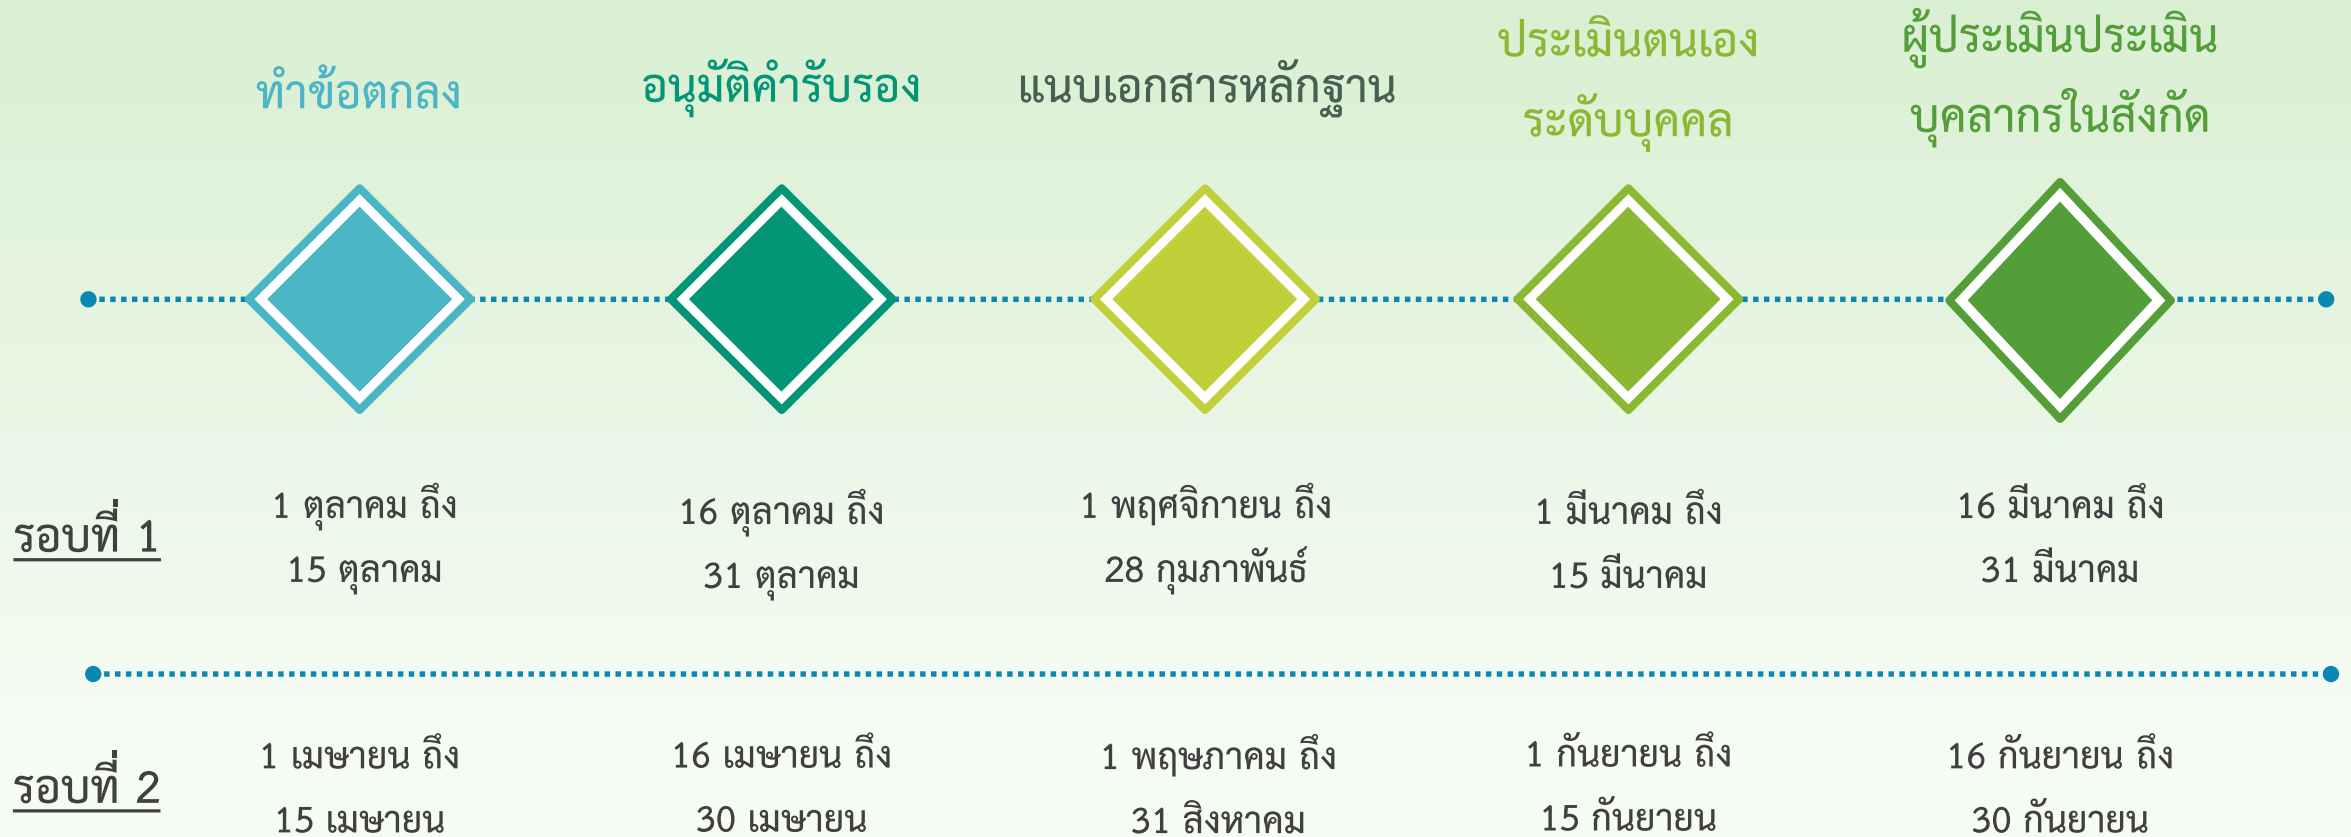 ทำข้อตกลง
อนุมัติคำรับรอง
แนบเอกสารหลักฐาน
ประเมินตนเอง
ระดับบุคคล
ผู้ประเมินประเมิน
บุคลากรในสังกัด
รอบที่ 1
1 ตุลาคม ถึง
15 ตุลาคม
16 ตุลาคม ถึง
31 ตุลาคม
1 พฤศจิกายน ถึง
28 กุมภาพันธ์
1 มีนาคม ถึง
15 มีนาคม
16 มีนาคม ถึง
31 มีนาคม
รอบที่ 2
1 เมษายน ถึง
15 เมษายน
16 เมษายน ถึง
30 เมษายน
1 พฤษภาคม ถึง
31 สิงหาคม
1 กันยายน ถึง
15 กันยายน
16 กันยายน ถึง
30 กันยายน